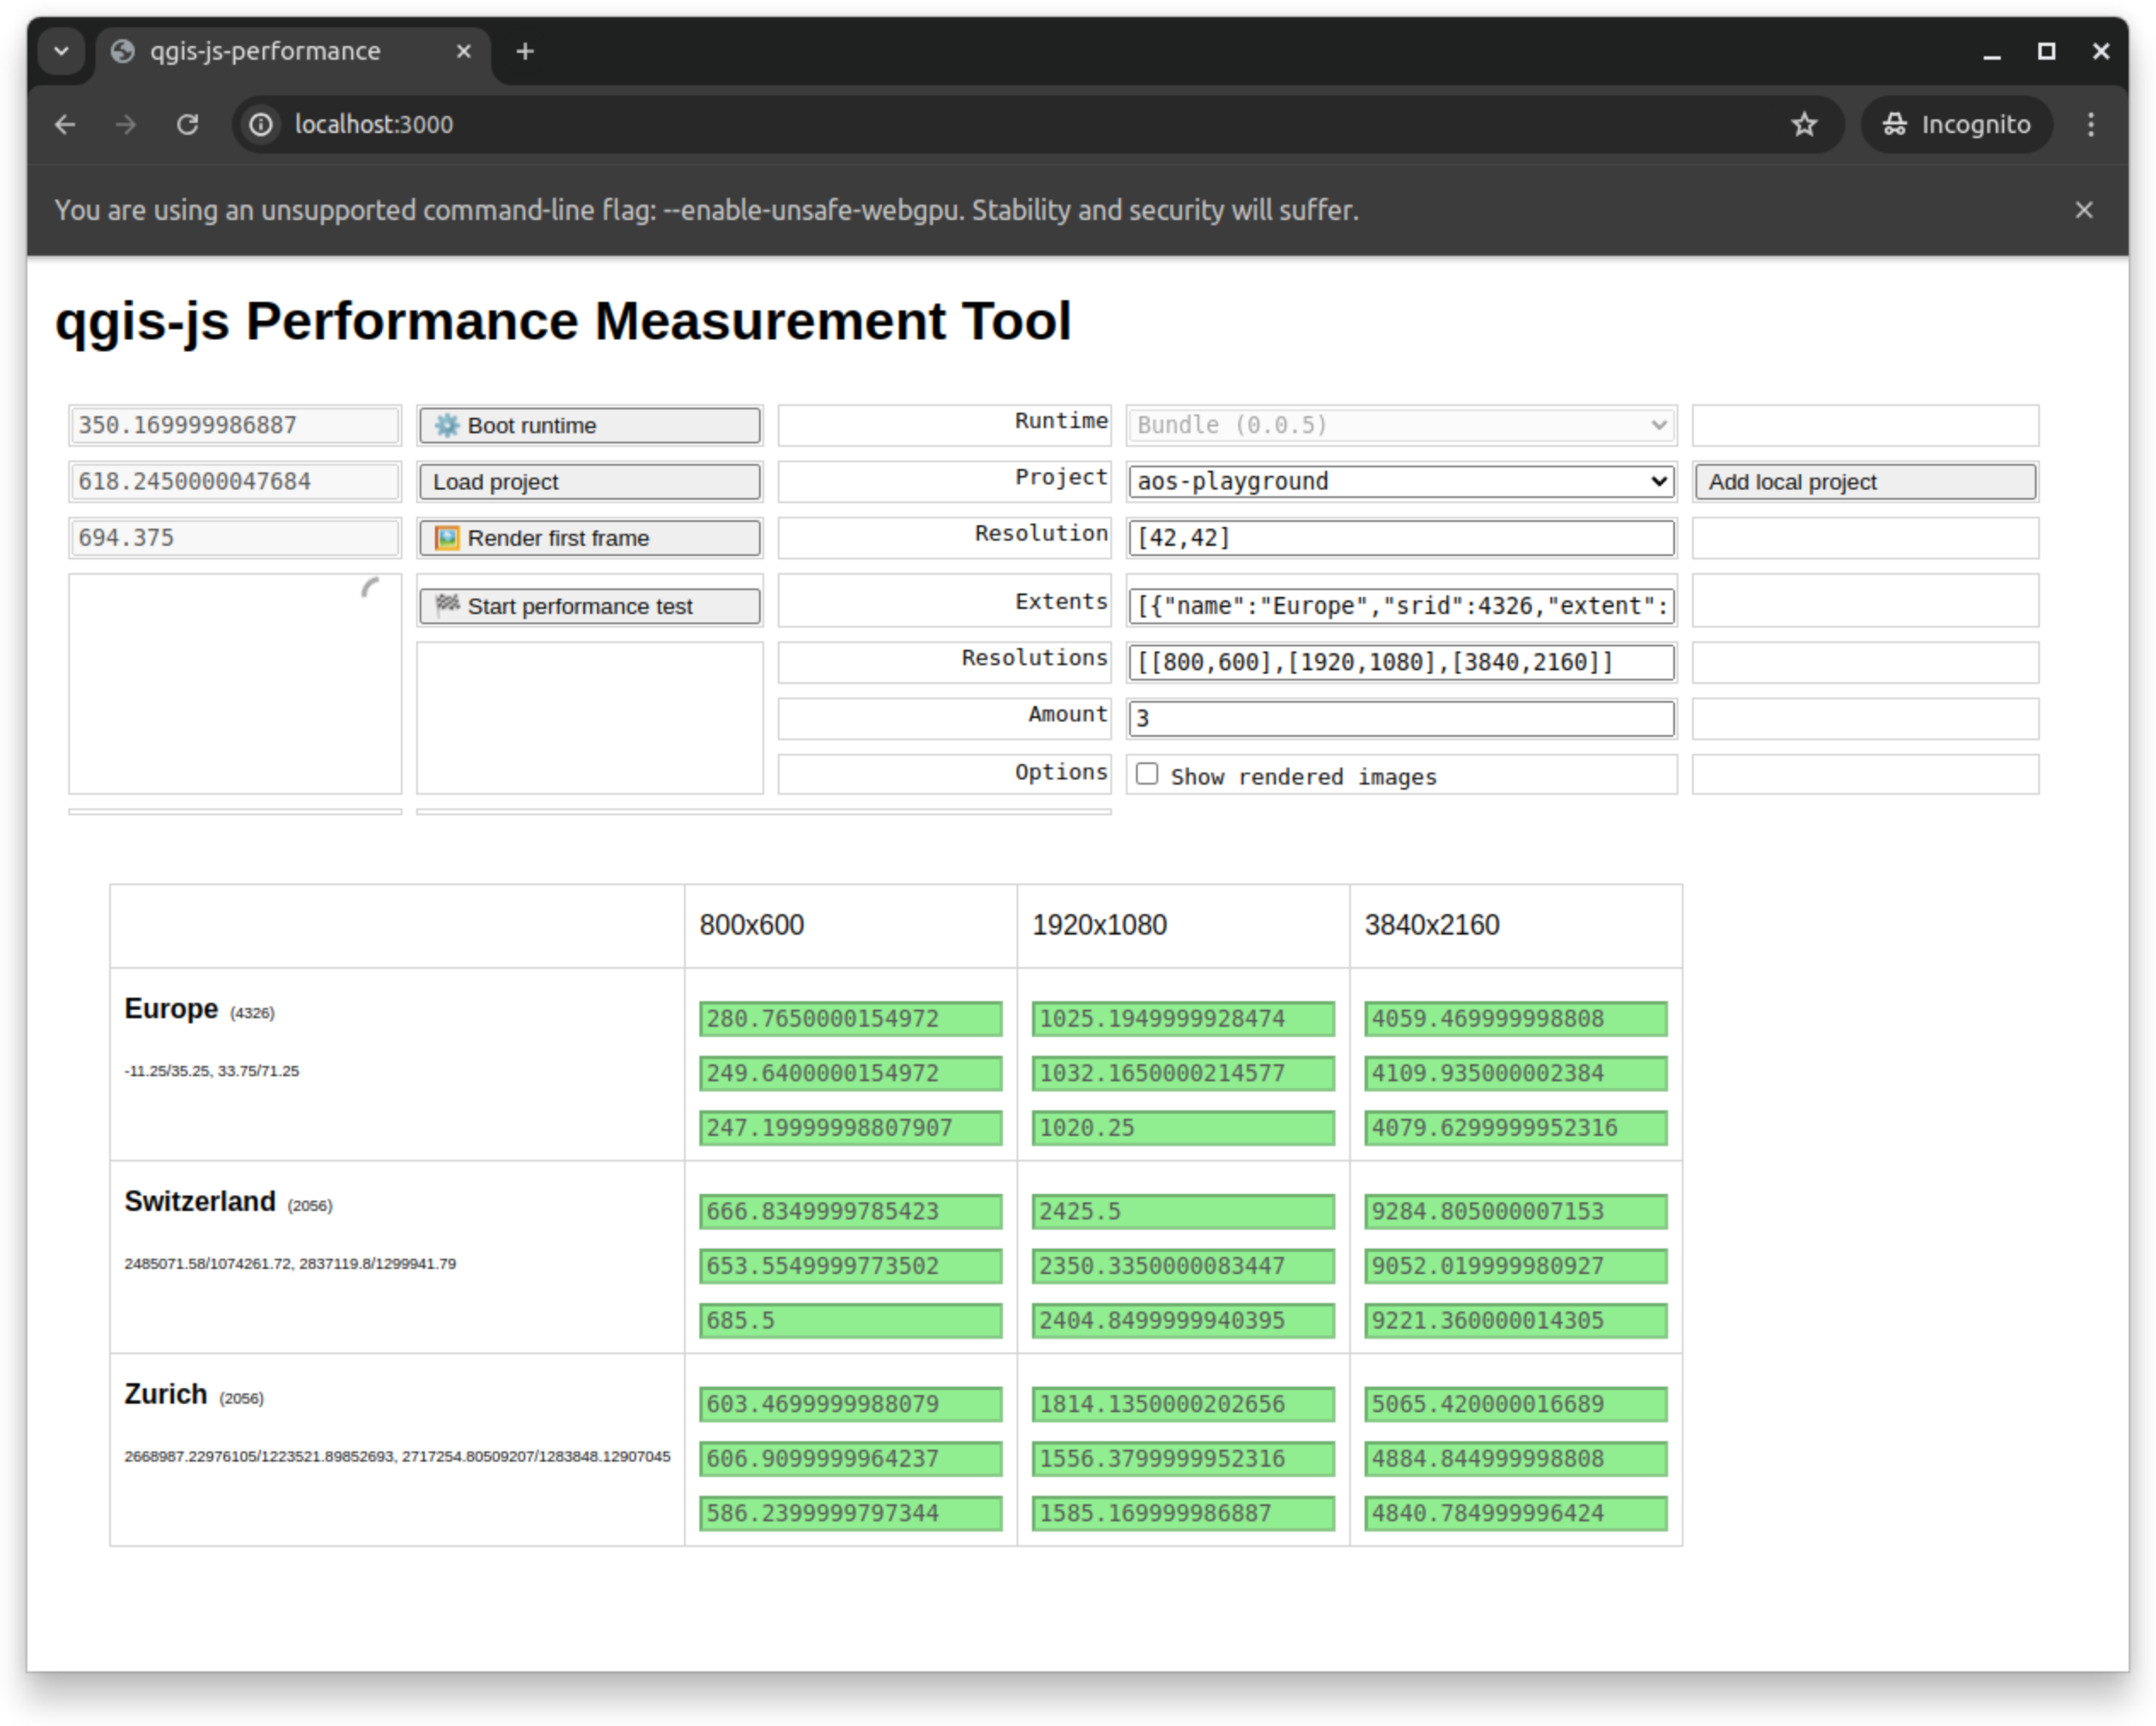 qgis-js-performance
localhost:3000
Incognito
You are using an unsupported command-line flag: --enable-unsafe-webgpu. Stability and security will suffer.
qgis-js Performance Measurement Tool
350.169999986887 ⚙️ Boot runtime Runtime Bundle (0.0.5)
618.2450000047684 Load project Project aos-playground Add local project
694.375 🖼️ Render first frame Resolution [42,42]
🏁 Start performance test Extents [{"name":"Europe","srid":4326,"extent":
Resolutions [[800,600],[1920,1080],[3840,2160]]
Amount 3
Options Show rendered images
800x600 1920x1080 3840x2160
Europe (4326) 280.7650000154972 1025.1949999928474 4059.469999998808
-11.25/35.25, 33.75/71.25 249.6400000154972 1032.1650000214577 4109.935000002384
247.19999998807907 1020.25 4079.6299999952316
Switzerland (2056) 666.8349999785423 2425.5 9284.805000007153
2485071.58/1074261.72, 2837119.8/1299941.79 653.5549999773502 2350.3350000083447 9052.019999980927
685.5 2404.8499999940395 9221.360000014305
Zurich (2056) 603.4699999988079 1814.1350000202656 5065.420000016689
2668987.22976105/1223521.89852693, 2717254.80509207/1283848.12907045 606.9099999964237 1556.3799999952316 4884.844999998808
586.2399999797344 1585.169999986887 4840.784999996424